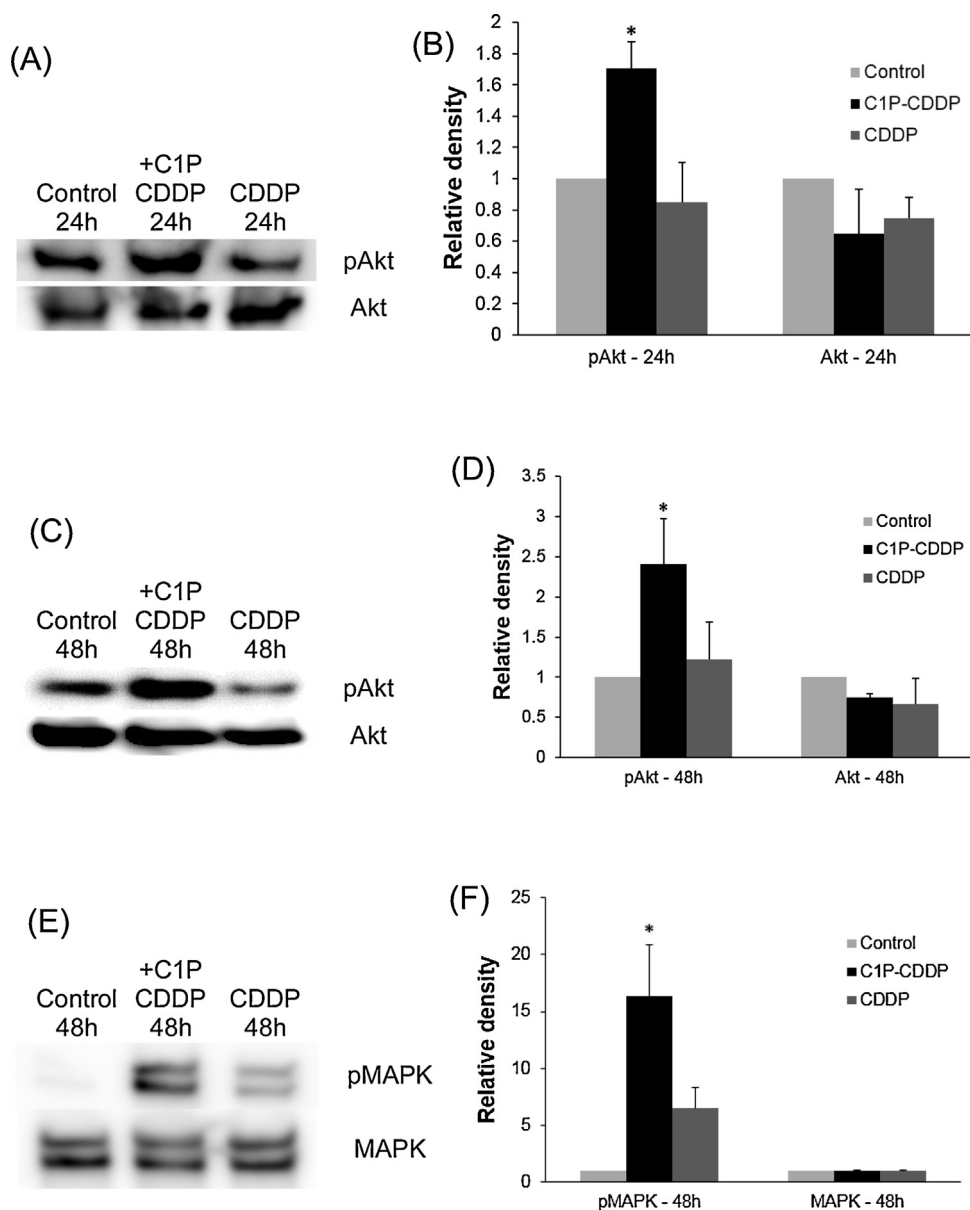 (A)
+C1P
Control CDDP CDDP
24h 24h 24h
pAkt
Akt
(B)
Relative density
2
1.8
1.6
1.4
1.2
1
0.8
0.6
0.4
0.2
0
*
Control
C1P-CDDP
CDDP
pAkt - 24h Akt - 24h
(C)
+C1P
Control CDDP CDDP
48h 48h 48h
pAkt
Akt
(D)
Relative density
3.5
3
2.5
2
1.5
1
0.5
0
*
Control
C1P-CDDP
CDDP
pAkt - 48h Akt - 48h
(E)
+C1P
Control CDDP CDDP
48h 48h 48h
pMAPK
MAPK
(F)
Relative density
25
20
15
10
5
0
*
Control
C1P-CDDP
CDDP
pMAPK - 48h MAPK - 48h